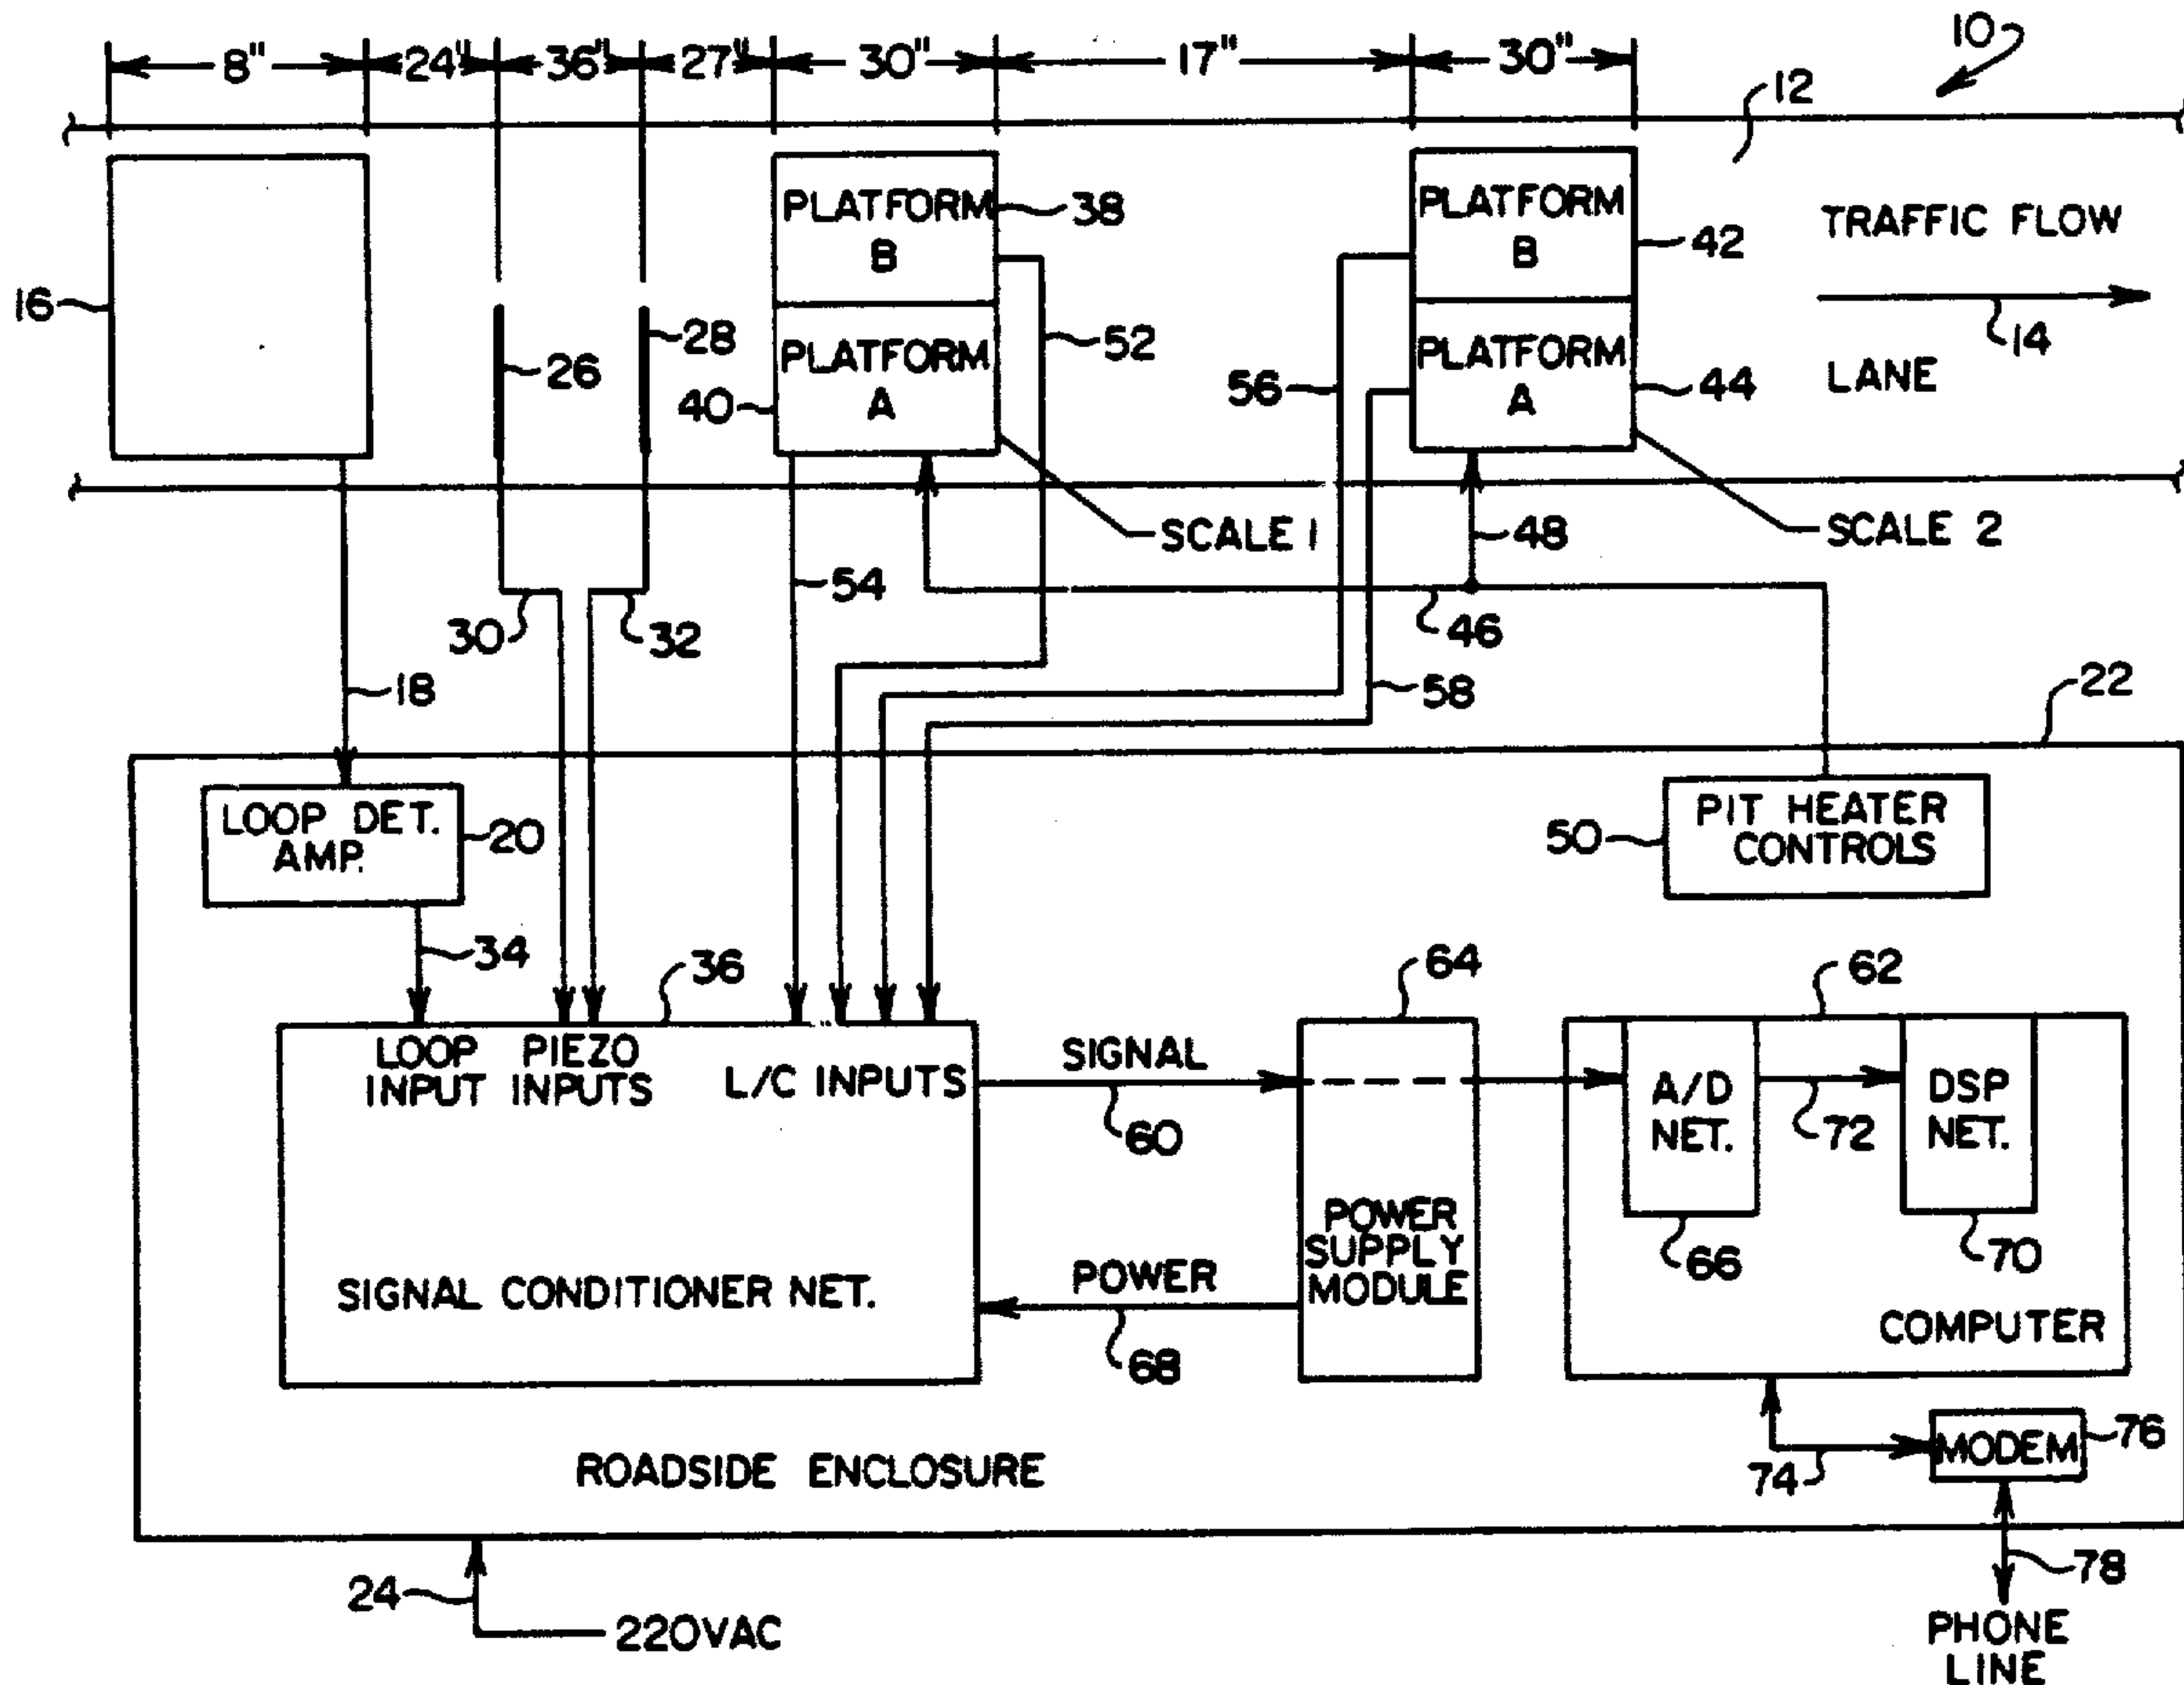 8" 24" 36" 27" 30" 17" 30"
10
12
PLATFORM
B
38
PLATFORM
B
42
TRAFFIC FLOW
16
26
28
52
14
PLATFORM
A
40
56
PLATFORM
A
44
LANE
SCALE 1
48
SCALE 2
54
30
32
46
18
58
22
LOOP DET.
AMP.
20
50
PIT HEATER
CONTROLS
34
36
64
62
LOOP
INPUT
PIEZO
INPUTS
L/C INPUTS
SIGNAL
60
A/D
NET.
72
DSP
NET.
66
70
POWER
SUPPLY
MODULE
SIGNAL CONDITIONER NET.
POWER
68
COMPUTER
74
MODEM
76
ROADSIDE ENCLOSURE
24
220VAC
78
PHONE
LINE